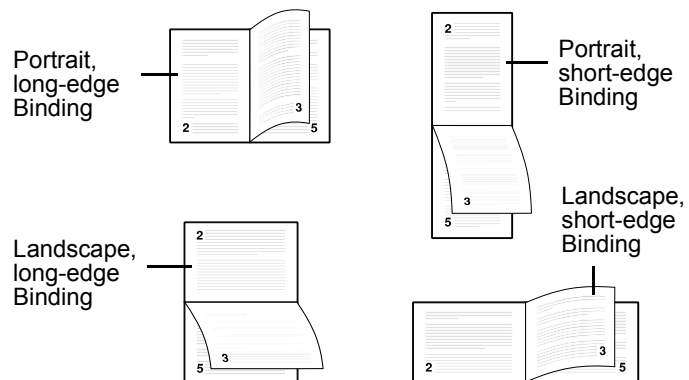 Portrait,
long-edge
Binding
2
3
5
Portrait,
short-edge
Binding
2
3
5
Landscape,
long-edge
Binding
2
3
5
Landscape,
short-edge
Binding
2
3
5